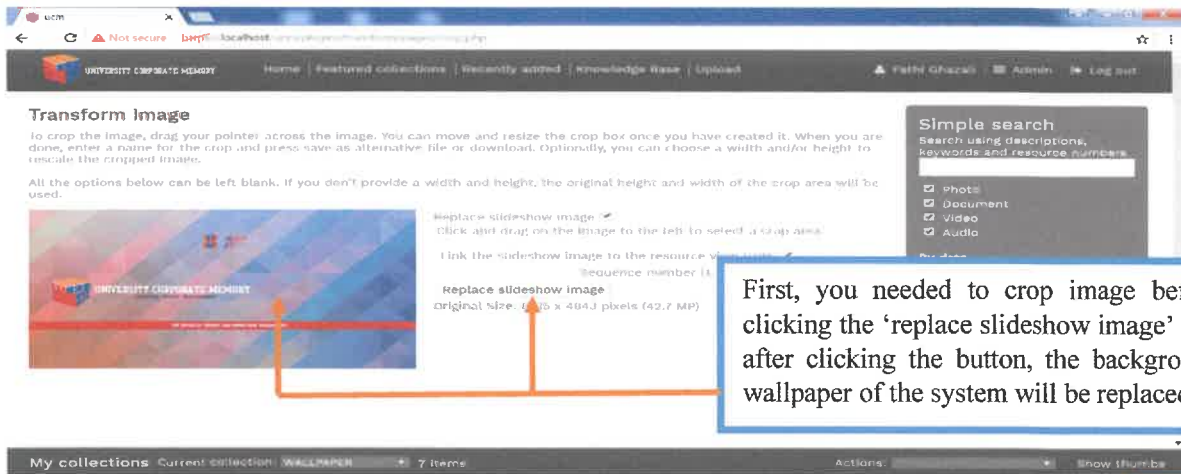 ucm
Not secure localhost
UNIVERSITY CORPORATE MEMORY Home | Featured collections | Recently added | Knowledge Base | Upload Fathi Ghazali Admin Log out
Transform image
To crop the image, drag your pointer across the image. You can move and resize the crop box once you have created it. When you are
done, enter a name for the crop and press save as alternative file or download. Optionally, you can choose a width and/or height to
rescale the cropped image.
All the options below can be left blank. If you don't provide a width and height, the original height and width of the crop area will be
used.
Simple search
Search using descriptions,
keywords and resource numbers
Photo
Document
Video
Audio
UNIVERSITY CORPORATE MEMORY
Replace slideshow image
Click and drag on the image to the left to select a crop area.
Link the slideshow image to the resource view page
Sequence number
Replace slideshow image
Original Size: x 4843 pixels (42.7 MP)
First, you needed to crop image
clicking the 'replace slideshow image'
after clicking the button, the
wallpaper of the system will be replaced
My collections Current collection: WALLPAPER 7 items Actions: Show thumbs